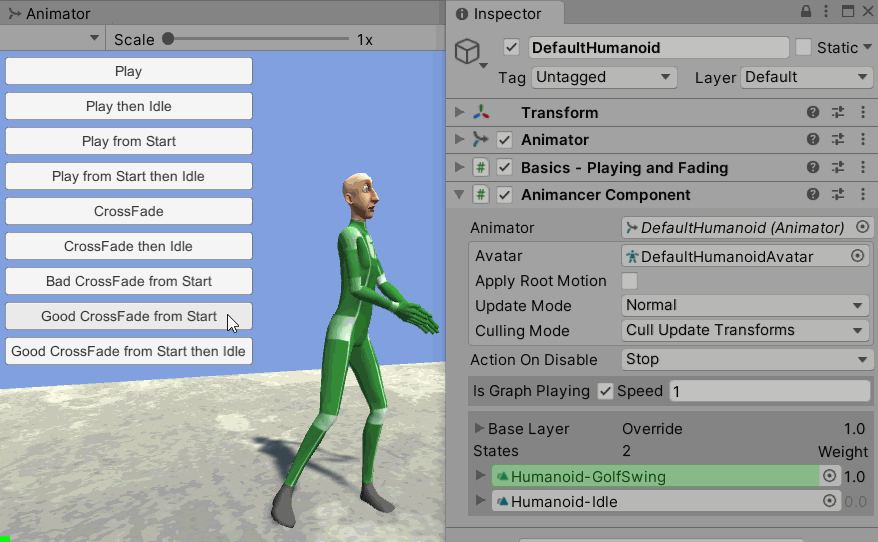 Animator
Scale 1x
Play
Play then Idle
Play from Start
Play from Start then Idle
CrossFade
CrossFade then Idle
Bad CrossFade from Start
Good CrossFade from Start
Good CrossFade from Start then Idle
Inspector
DefaultHumanoid Static
Tag Untagged Layer Default
Transform
Animator
Basics - Playing and Fading
Animancer Component
Animator DefaultHumanoid (Animator)
Avatar DefaultHumanoidAvatar
Apply Root Motion
Update Mode Normal
Culling Mode Cull Update Transforms
Action On Disable Stop
Is Graph Playing Speed 1
Base Layer Override 1.0
States 2 Weight
Humanoid-GolfSwing 1.0
Humanoid-Idle 0.0